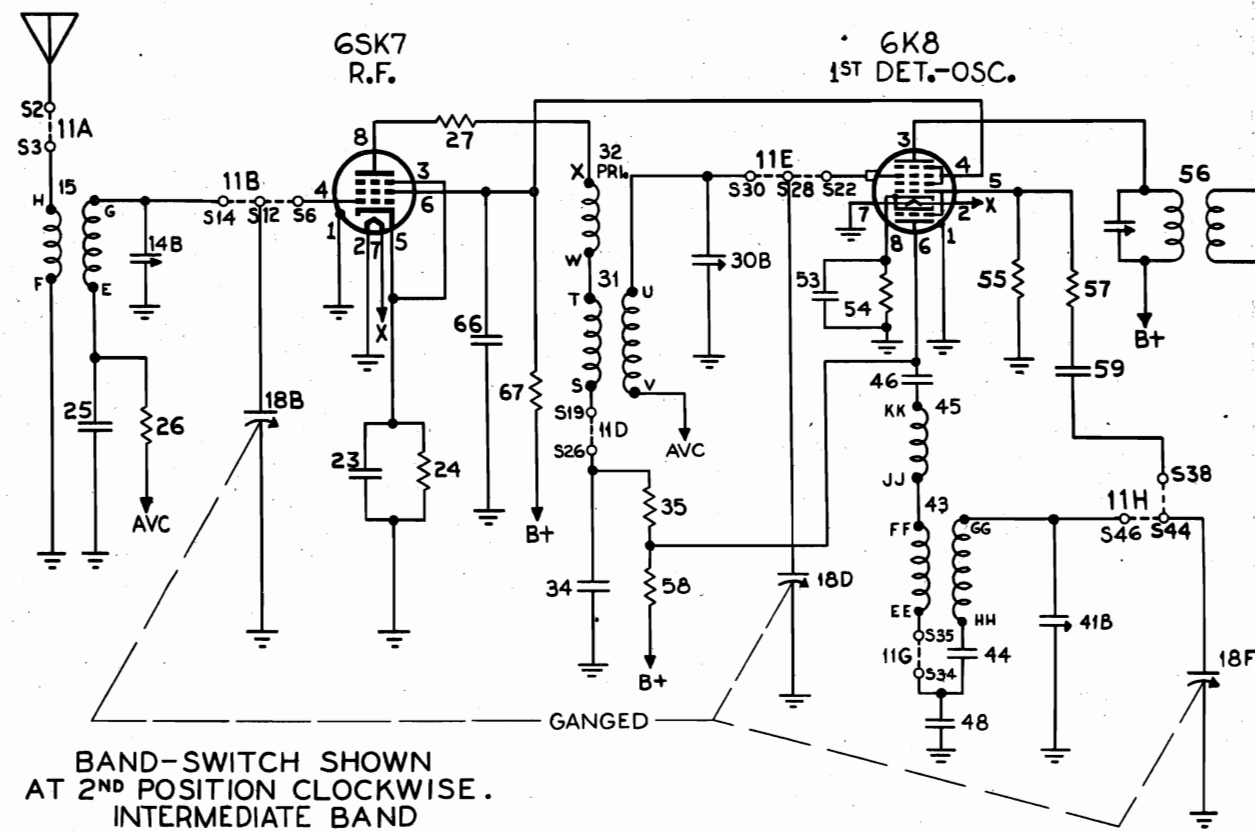 6SK7
R.F.
6K8
1ST DET.-OSC.
S2
11A
S3
15
H
F
G
E
14B
11B
S14
S12
S6
8
4
3
6
1
2
7
5
X
27
32
PRI.
X
W
31
T
S
U
V
S19
11D
S26
AVC
30B
11E
S30
S28
S22
3
4
5
2
X
7
8
6
1
53
54
55
57
59
56
B+
25
26
AVC
18B
23
24
66
67
B+
34
35
58
B+
18D
46
KK
45
JJ
43
FF
GG
EE
HH
S35
11G
S34
44
48
41B
S38
11H
S46
S44
18F
GANGED
BAND-SWITCH SHOWN
AT 2ND POSITION CLOCKWISE.
INTERMEDIATE BAND